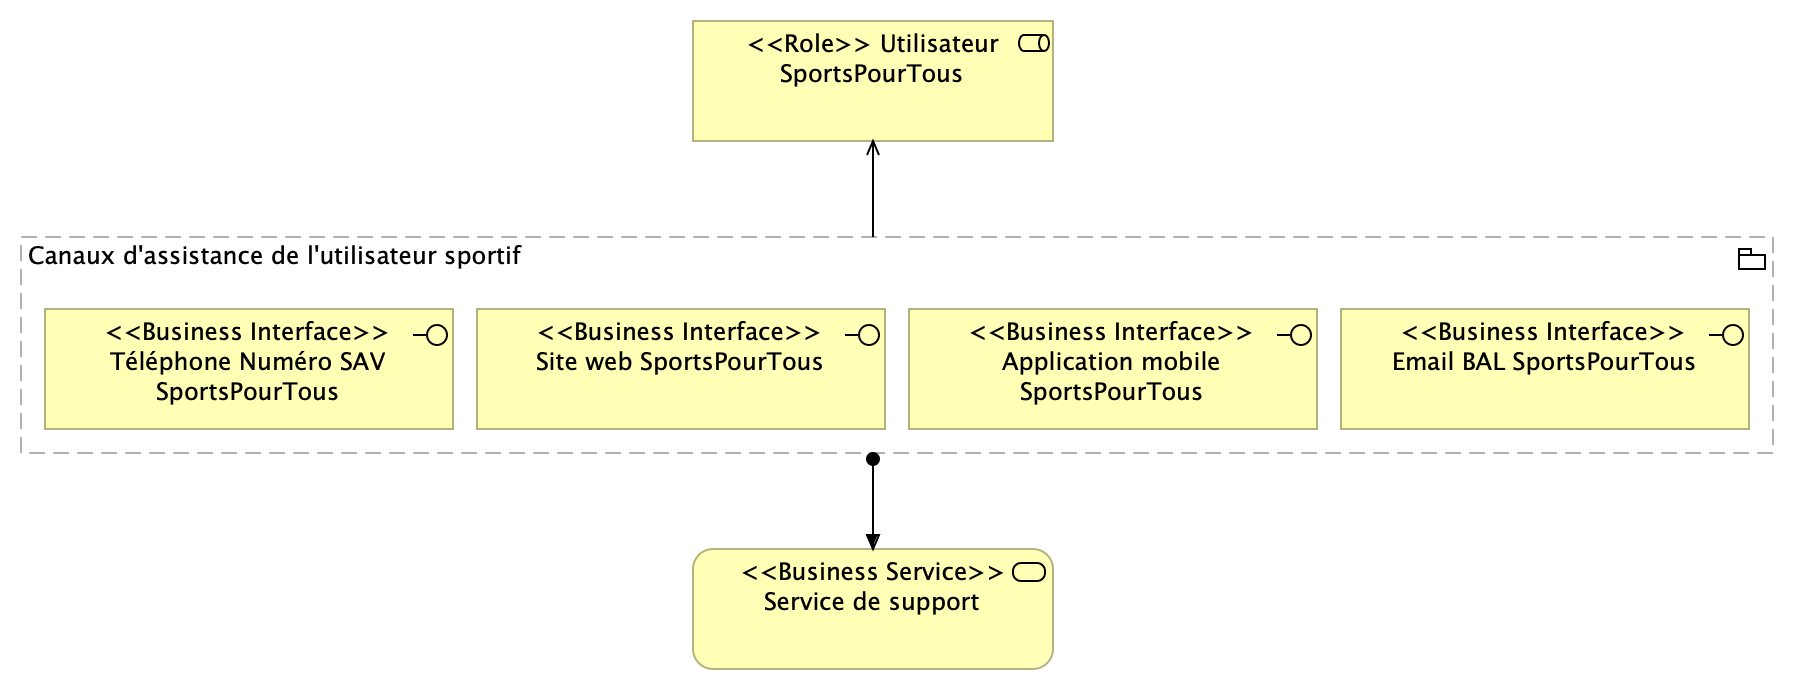 <<Role>> Utilisateur
SportsPourTous
Canaux d'assistance de l'utilisateur sportif
<<Business Interface>>
Téléphone Numéro SAV
SportsPourTous
<<Business Interface>>
Site web SportsPourTous
<<Business Interface>>
Application mobile
SportsPourTous
<<Business Interface>>
Email BAL SportsPourTous
<<Business Service>>
Service de support